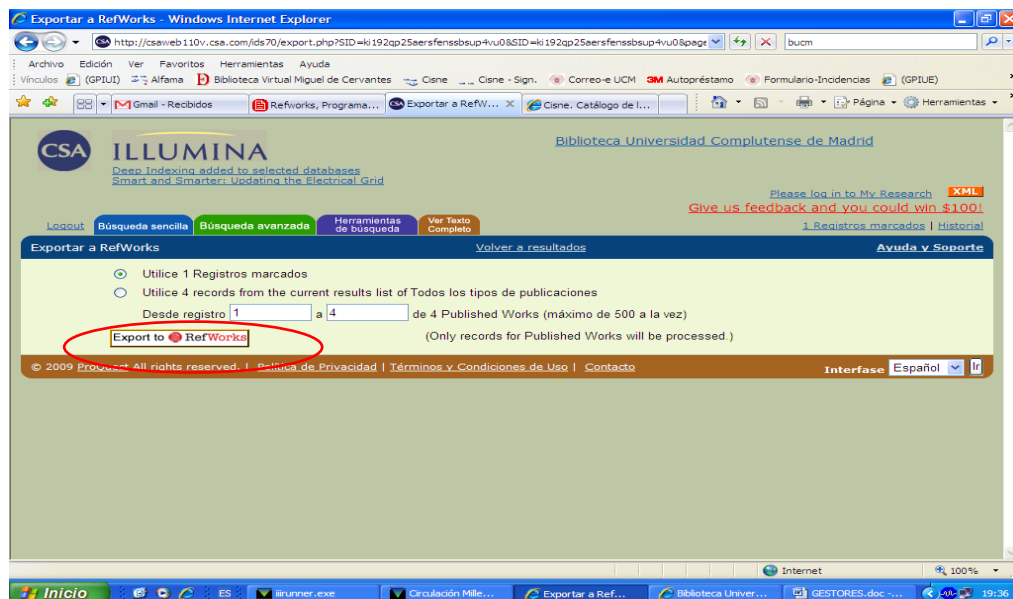 Exportar a RefWorks - Windows Internet Explorer
http://csaweb110v.csa.com/ids70/export.php?SID=ki192qp25aersfenssbsup4vu0&SID=ki192qp25aersfenssbsup4vu0&page
bucm
Archivo Edición Ver Favoritos Herramientas Ayuda
Vínculos (GPIUI) Alfama Biblioteca Virtual Miguel de Cervantes Cisne Cisne - Sign. Correo-e UCM 3M Autopréstamo Formulario-Incidencias (GPIUE)
Gmail - Recibidos Refworks, Programa... CSA Exportar a RefW... Cisne. Catálogo de l... Página Herramientas
CSA ILLUMINA
Biblioteca Universidad Complutense de Madrid
Deep Indexing added to selected databases
Smart and Smarter: Updating the Electrical Grid
Please log in to My Research XML
Give us feedback and you could win $100!
Logout Búsqueda sencilla Búsqueda avanzada Herramientas de búsqueda Ver Texto Completo 1 Registros marcados | Historial
Exportar a RefWorks Volver a resultados Ayuda y Soporte
Utilice 1 Registros marcados
Utilice 4 records from the current results list of Todos los tipos de publicaciones
Desde registro 1 a 4 de 4 Published Works (máximo de 500 a la vez)
Export to RefWorks (Only records for Published Works will be processed.)
© 2009 ProQuest All rights reserved. | Política de Privacidad | Términos y Condiciones de Uso | Contacto Interfase Español Ir
Internet 100%
Inicio ES iirunner.exe Circulación Mille... Exportar a Ref... Biblioteca Univer... GESTORES.doc -... 19:36